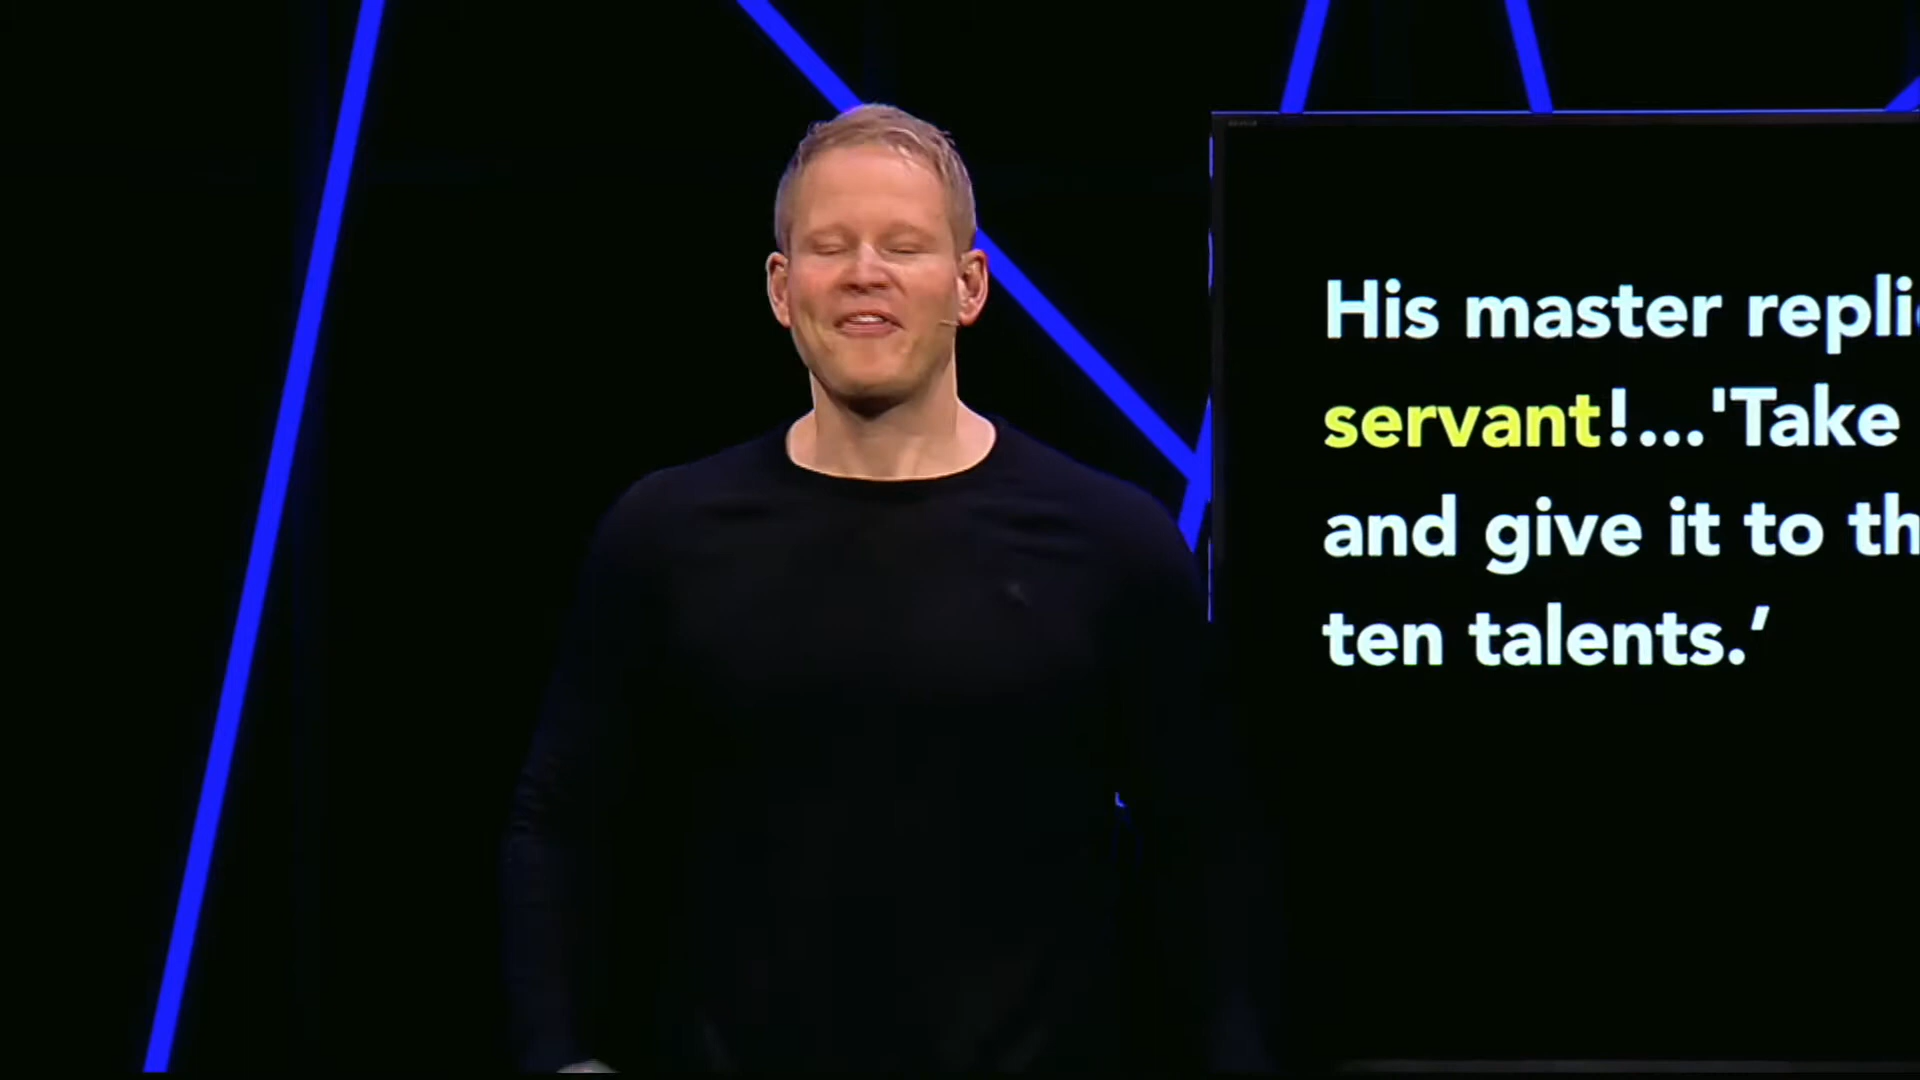 His master repli
servant!...'Take
and give it to th
ten talents.’